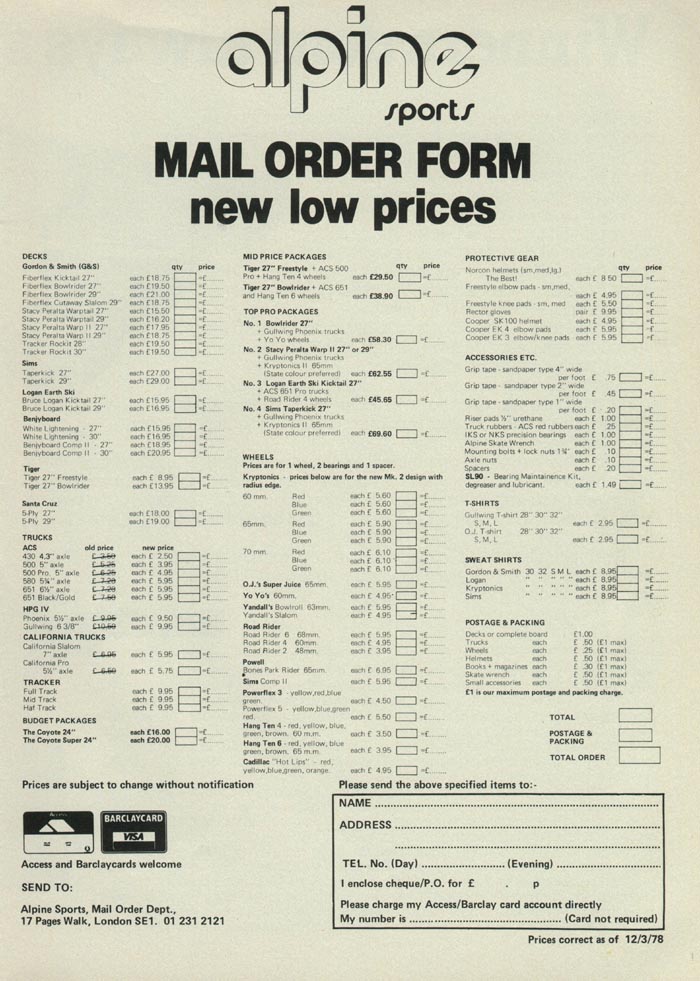 alpine
sports
MAIL ORDER FORM
new low prices
DECKS
Gordon & Smith (G&S) qty price
Fiberflex Kicktail 27" each £18.75 =£
Fiberflex Bowlrider 27" each £19.50 =£
Fiberflex Bowlrider 29" each £21.00 =£
Fiberflex Cutaway Slalom 29" each £18.75 =£
Stacy Peralta Warptail 27" each £15.50 =£
Stacy Peralta Warptail 29" each £16.20 =£
Stacy Peralta Warp II 27" each £17.95 =£
Stacy Peralta Warp II 29" each £18.75 =£
Tracker Rockit 28" each £19.50 =£
Tracker Rockit 30" each £19.50 =£
Sims
Taperkick 27" each £27.00 =£
Taperkick 29" each £29.00 =£
Logan Earth Ski
Bruce Logan Kicktail 27" each £15.95 =£
Bruce Logan Kicktail 29" each £16.95 =£
Benjyboard
White Lightening - 27" each £15.95 =£
White Lightening - 30" each £16.95 =£
Benjyboard Comp II - 27" each £18.95 =£
Benjyboard Comp II - 30" each £20.95 =£
Tiger
Tiger 27" Freestyle each £ 8.95 =£
Tiger 27" Bowlrider each £13.95 =£
Santa Cruz
5-Ply 27" each £18.00 =£
5-Ply 29" each £19.00 =£
TRUCKS
ACS old price new price
430 4.3" axle £ 3.50 each £ 2.50 =£
500 5" axle £ 5.25 each £ 3.95 =£
500 Pro. 5" axle £ 6.25 each £ 4.95 =£
580 5¾" axle £ 7.20 each £ 5.95 =£
651 6½" axle £ 7.20 each £ 5.95 =£
651 Black/Gold £ 7.50 each £ 5.95 =£
HPG IV
Phoenix 5½" axle £ 9.95 each £ 9.50 =£
Gullwing 6 3/8" £10.50 each £ 9.95 =£
CALIFORNIA TRUCKS
California Slalom
7" axle £ 6.95 each £ 5.95 =£
California Pro
5½" axle £ 6.50 each £ 5.75 =£
TRACKER
Full Track each £ 9.95 =£
Mid Track each £ 9.95 =£
Haf Track each £ 9.95 =£
BUDGET PACKAGES
The Coyote 24" each £16.00 =£
The Coyote Super 24" each £20.00 =£
MID PRICE PACKAGES
qty price
Tiger 27" Freestyle + ACS 500
Pro + Hang Ten 4 wheels each £29.50 =£
Tiger 27" Bowlrider + ACS 651
and Hang Ten 6 wheels each £38.90 =£
TOP PRO PACKAGES
No. 1 Bowlrider 27"
+ Gullwing Phoenix trucks
+ Yo Yo wheels each £58.30 =£
No. 2 Stacy Peralta Warp II 27" or 29"
+ Gullwing Phoenix trucks
+ Kryptonics II 65mm
(State colour preferred) each £62.55 =£
No. 3 Logan Earth Ski Kicktail 27"
+ ACS 651 Pro trucks
+ Road Rider 4 wheels each £45.65 =£
No. 4 Sims Taperkick 27"
+ Gullwing Phoenix trucks
+ Kryptonics II 65mm
(State colour preferred) each £69.60 =£
WHEELS
Prices are for 1 wheel, 2 bearings and 1 spacer.
Kryptonics - prices below are for the new Mk. 2 design with
radius edge.
60 mm. Red each £ 5.60 =£
Blue each £ 5.60 =£
Green each £ 5.60 =£
65mm. Red each £ 5.90 =£
Blue each £ 5.90 =£
Green each £ 5.90 =£
70 mm. Red each £ 6.10 =£
Blue each £ 6.10 =£
Green each £ 6.10 =£
O.J.'s Super Juice 65mm. each £ 5.95 =£
Yo Yo's 60mm. each £ 4.95 =£
Yandall's Bowlroll 63mm. each £ 5.95 =£
Yandall's Slalom each £ 4.95 =£
Road Rider
Road Rider 6 68mm. each £ 5.95 =£
Road Rider 4 60mm. each £ 4.95 =£
Road Rider 2 48mm. each £ 3.95 =£
Powell
Bones Park Rider 65mm. each £ 6.95 =£
Sims Comp II each £ 5.95 =£
Powerflex 3 - yellow,red,blue
green. each £ 4.50 =£
Powerflex 5 - yellow,blue,green
red. each £ 5.50 =£
Hang Ten 4 - red, yellow, blue,
green, brown. 60 m.m. each £ 3.50 =£
Hang Ten 6 - red, yellow, blue
green, brown. 65 m.m. each £ 3.95 =£
Cadillac "Hot Lips" - red,
yellow,blue,green, orange. each £ 4.95 =£
PROTECTIVE GEAR
qty price
Norcon helmets (sm,med,lg.)
The Best! each £ 8.50 =£
Freestyle elbow pads - sm,med,
each £ 4.95 =£
Freestyle knee pads - sm, med each £ 5.50 =£
Rector gloves pair £ 9.95 =£
Cooper SK100 helmet each £ 4.95 =£
Cooper EK 4 elbow pads each £ 5.95 =£
Cooper EK 3 elbow/knee pads each £ 5.95 =£
ACCESSORIES ETC.
Grip tape - sandpaper type 4" wide
per foot £ .75 =£
Grip tape - sandpaper type 2" wide
per foot £ .45 =£
Grip tape - sandpaper type 1" wide
per foot £ .20 =£
Riser pads ½" urethane each £ 1.00 =£
Truck rubbers - ACS red rubbers each £ .25 =£
IKS or NKS precision bearings each £ 1.00 =£
Alpine Skate Wrench each £ 1.00 =£
Mounting bolts + lock nuts 1¼" each £ .10 =£
Axle nuts each £ .10 =£
Spacers each £ .20 =£
SL90 - Bearing Maintainence Kit,
degreaser and lubricant. each £ 1.49 =£
T-SHIRTS
Gullwing T-shirt 28" 30" 32"
S, M, L each £ 2.95 =£
O.J. T-shirt 28" 30" 32"
S, M, L each £ 2.95 =£
SWEAT SHIRTS
Gordon & Smith 30 32 S M L each £ 8.95 =£
Logan " " " " " each £ 8.95 =£
Kryptonics " " " " " each £ 8.95 =£
Sims " " " " " each £ 8.95 =£
POSTAGE & PACKING
Decks or complete board £1.00
Trucks each £ .50 (£1 max)
Wheels each £ .25 (£1 max)
Helmets each £ .50 (£1 max)
Books + magazines each £ .30 (£1 max)
Skate wrench each £ .50 (£1 max)
Small accessories each £ .50 (£1 max)
£1 is our maximum postage and packing charge.
TOTAL
POSTAGE &
PACKING
TOTAL ORDER
Prices are subject to change without notification
Access
BARCLAYCARD
VISA
Access and Barclaycards welcome
SEND TO:
Alpine Sports, Mail Order Dept.,
17 Pages Walk, London SE1. 01 231 2121
Please send the above specified items to:-
NAME
ADDRESS
TEL. No. (Day) (Evening)
I enclose cheque/P.O. for £ . p
Please charge my Access/Barclay card account directly
My number is (Card not required)
Prices correct as of 12/3/78